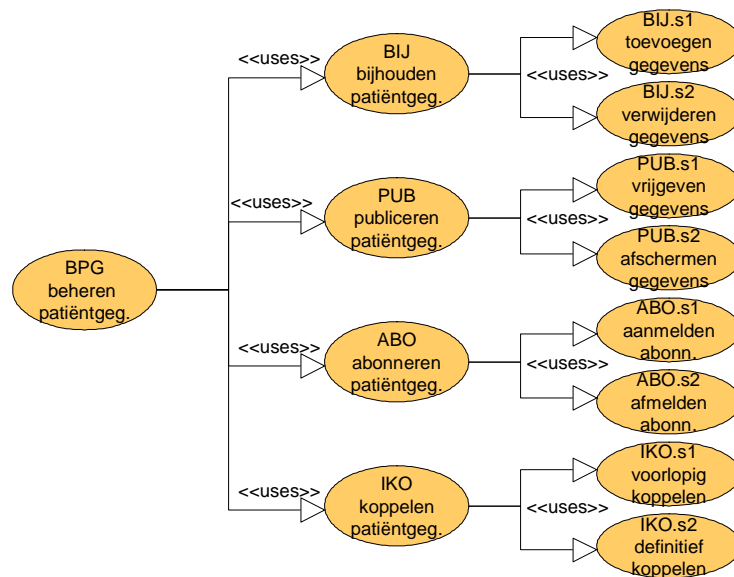 BPG
beheren
patiëntgeg.
<<uses>>
BIJ
bijhouden
patiëntgeg.
<<uses>>
BIJ.s1
toevoegen
gegevens
BIJ.s2
verwijderen
gegevens
<<uses>>
PUB
publiceren
patiëntgeg.
<<uses>>
PUB.s1
vrijgeven
gegevens
PUB.s2
afschermen
gegevens
<<uses>>
ABO
abonneren
patiëntgeg.
<<uses>>
ABO.s1
aanmelden
abonn.
ABO.s2
afmelden
abonn.
<<uses>>
IKO
koppelen
patiëntgeg.
<<uses>>
IKO.s1
voorlopig
koppelen
IKO.s2
definitief
koppelen